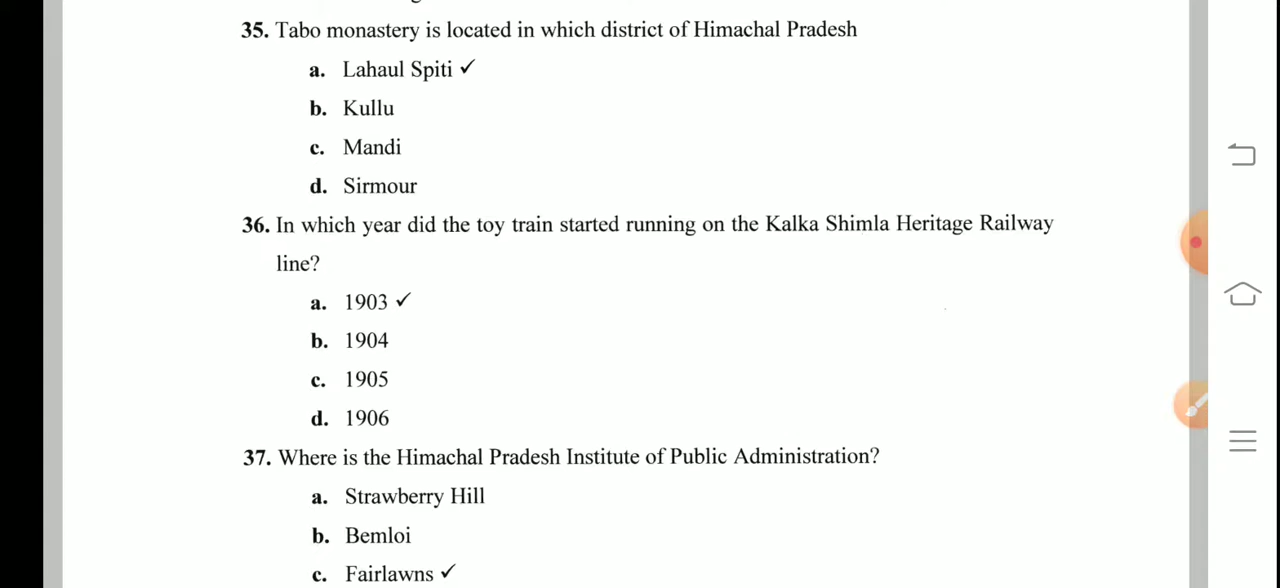 35. Tabo monastery is located in which district of Himachal Pradesh
a. Lahaul Spiti ✓
b. Kullu
c. Mandi
d. Sirmour
36. In which year did the toy train started running on the Kalka Shimla Heritage Railway
line?
a. 1903 ✓
b. 1904
c. 1905
d. 1906
37. Where is the Himachal Pradesh Institute of Public Administration?
a. Strawberry Hill
b. Bemloi
c. Fairlawns ✓